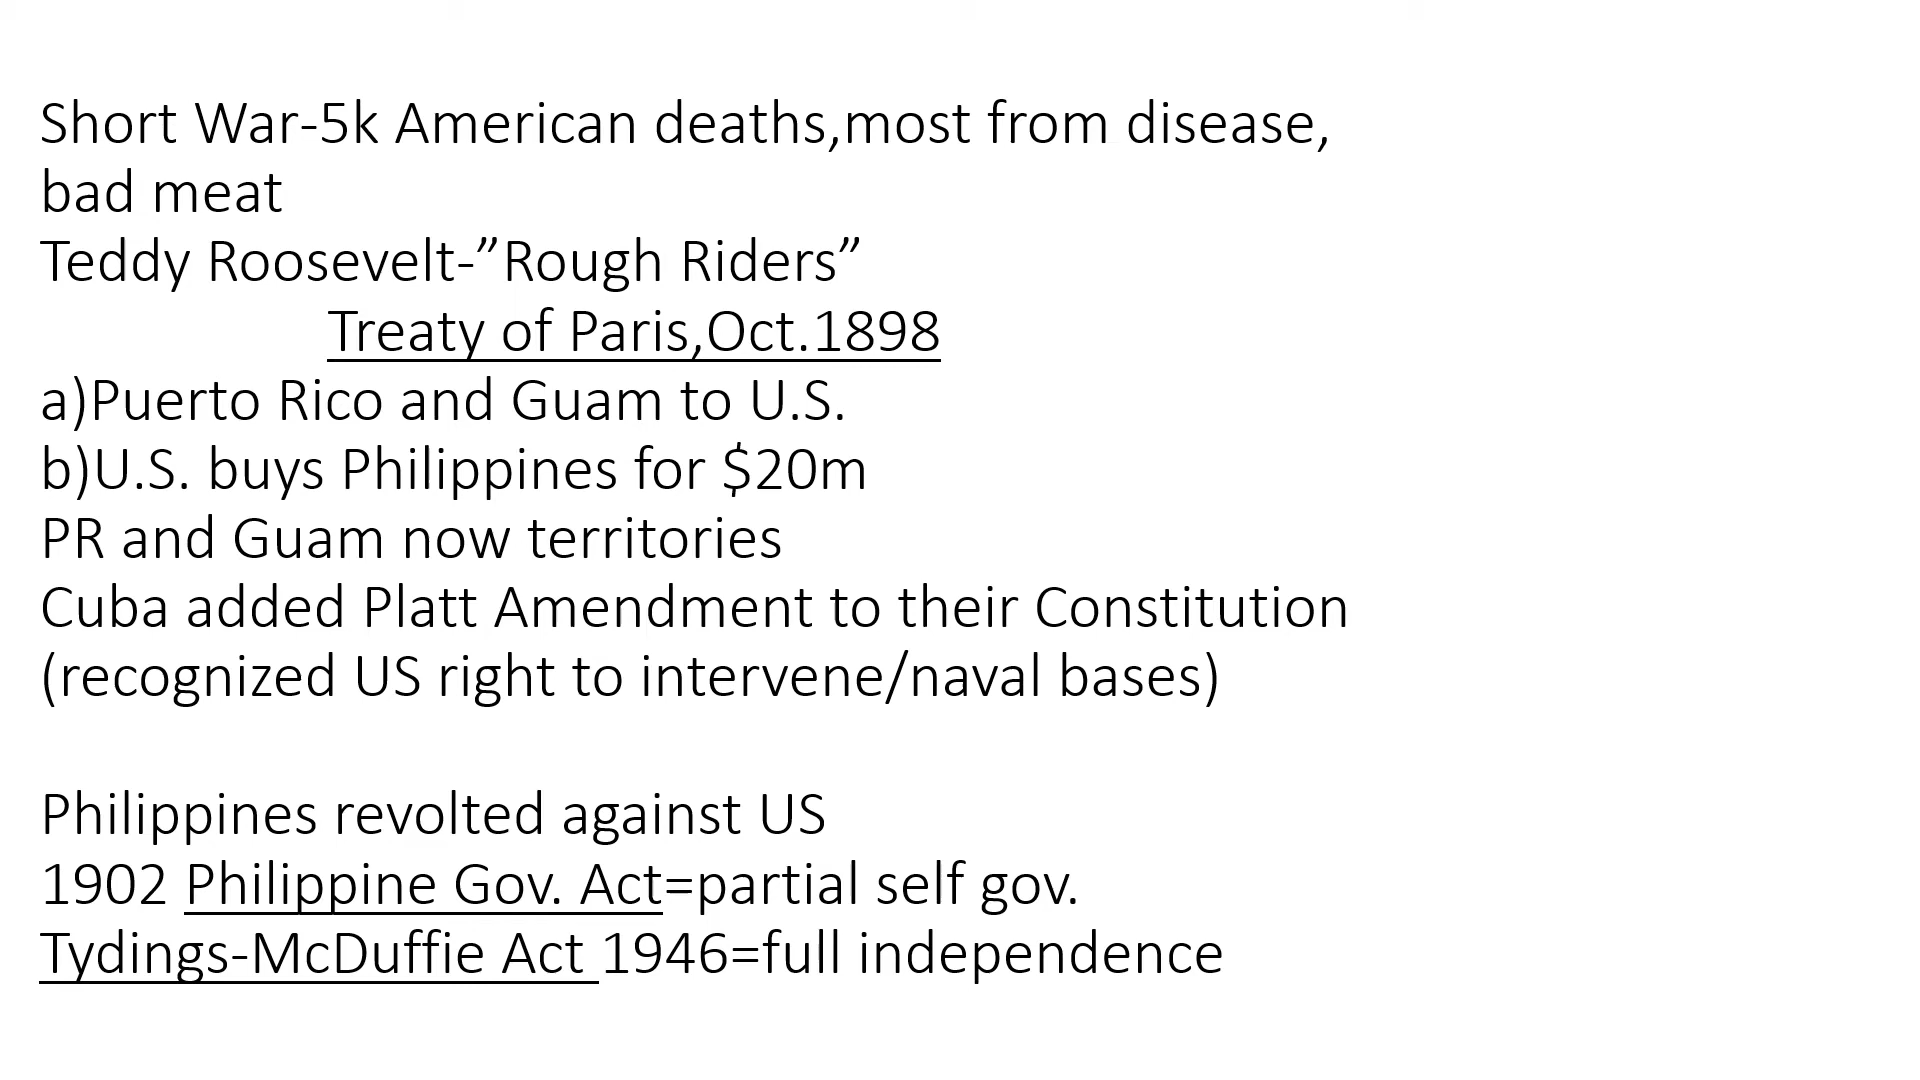 Short War-5k American deaths,most from disease,
bad meat
Teddy Roosevelt-”Rough Riders”
Treaty of Paris,Oct.1898
a)Puerto Rico and Guam to U.S.
b)U.S. buys Philippines for $20m
PR and Guam now territories
Cuba added Platt Amendment to their Constitution
(recognized US right to intervene/naval bases)
Philippines revolted against US
1902 Philippine Gov. Act=partial self gov.
Tydings-McDuffie Act 1946=full independence